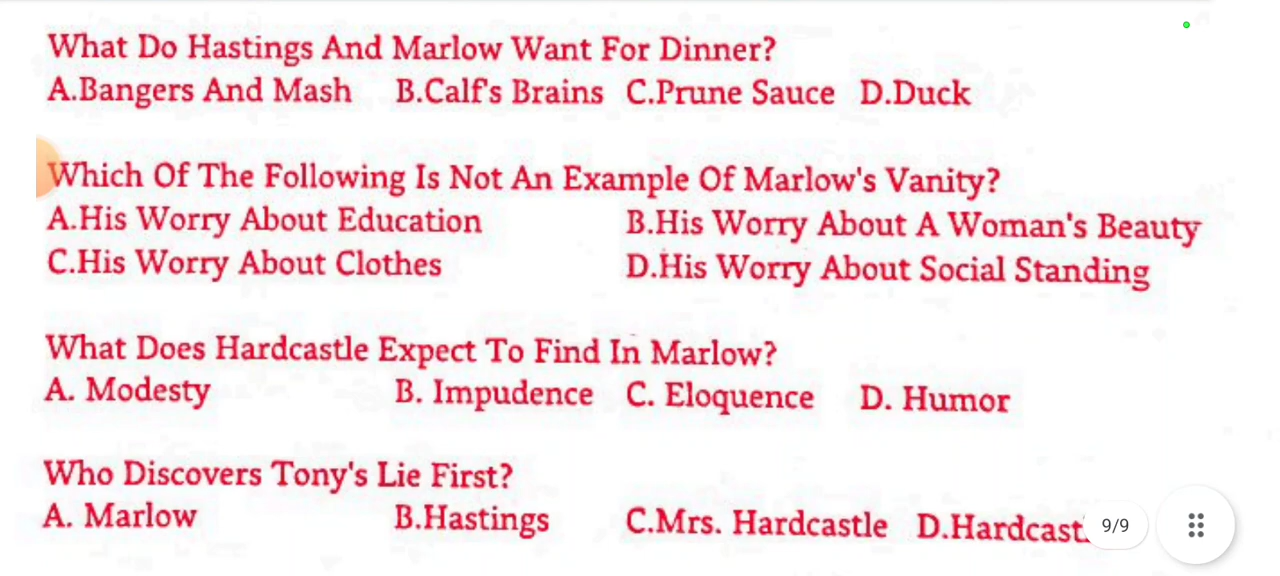 What Do Hastings And Marlow Want For Dinner?
A.Bangers And Mash B.Calf's Brains C.Prune Sauce D.Duck
Which Of The Following Is Not An Example Of Marlow's Vanity?
A.His Worry About Education B.His Worry About A Woman's Beauty
C.His Worry About Clothes D.His Worry About Social Standing
What Does Hardcastle Expect To Find In Marlow?
A. Modesty B. Impudence C. Eloquence D. Humor
Who Discovers Tony's Lie First?
A. Marlow B.Hastings C.Mrs. Hardcastle D.Hardcast
9/9